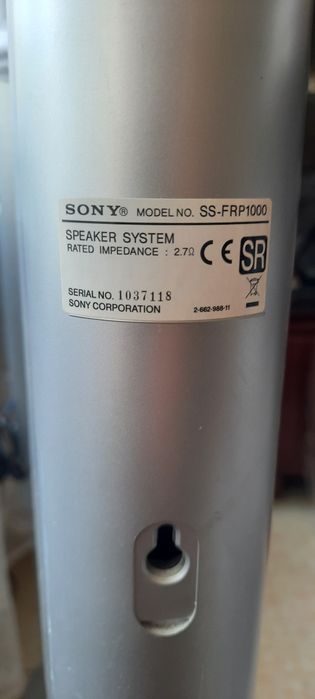 SONY® MODEL NO. SS-FRP1000
SPEAKER SYSTEM
RATED IMPEDANCE : 2.7Ω CE SR
SERIAL NO. 1037118
SONY CORPORATION 2-662-988-11